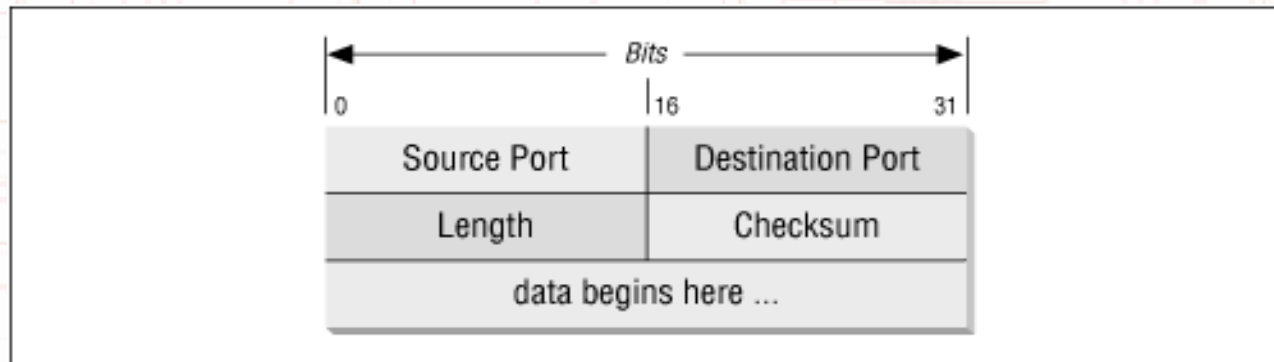 Bits
0 16 31
Source Port Destination Port
Length Checksum
data begins here ...